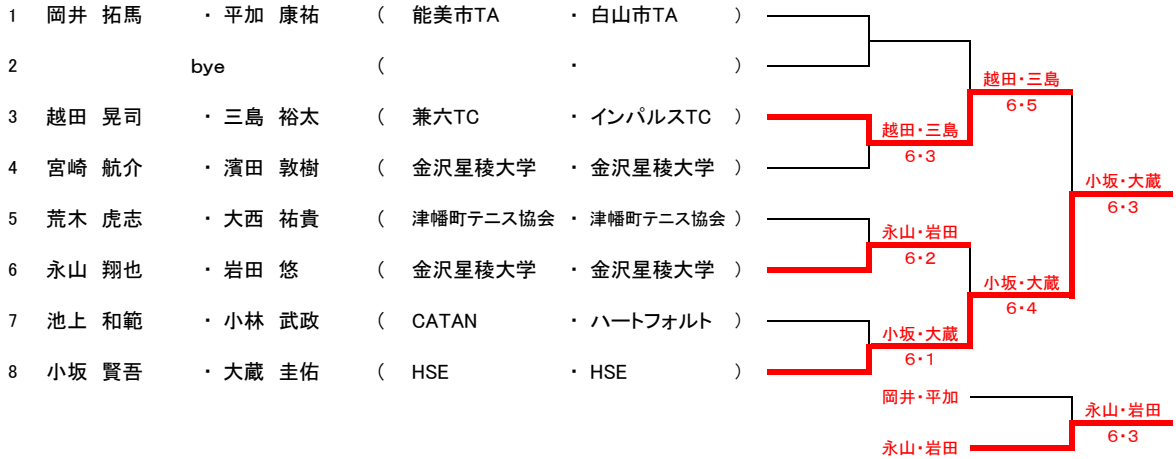 1 岡井 拓馬 ・ 平加 康祐 ( 能美市TA ・ 白山市TA )
2 bye ( ・ )
越田・三島
6・5
3 越田 晃司 ・ 三島 裕太 ( 兼六TC ・ インパルスTC )
越田・三島
6・3
4 宮崎 航介 ・ 濱田 敦樹 ( 金沢星稜大学 ・ 金沢星稜大学 )
小坂・大蔵
6・3
5 荒木 虎志 ・ 大西 祐貴 ( 津幡町テニス協会 ・ 津幡町テニス協会 )
永山・岩田
6・2
6 永山 翔也 ・ 岩田 悠 ( 金沢星稜大学 ・ 金沢星稜大学 )
小坂・大蔵
6・4
7 池上 和範 ・ 小林 武政 ( CATAN ・ ハートフォルト )
小坂・大蔵
6・1
8 小坂 賢吾 ・ 大蔵 圭佑 ( HSE ・ HSE )
岡井・平加
永山・岩田
6・3
永山・岩田